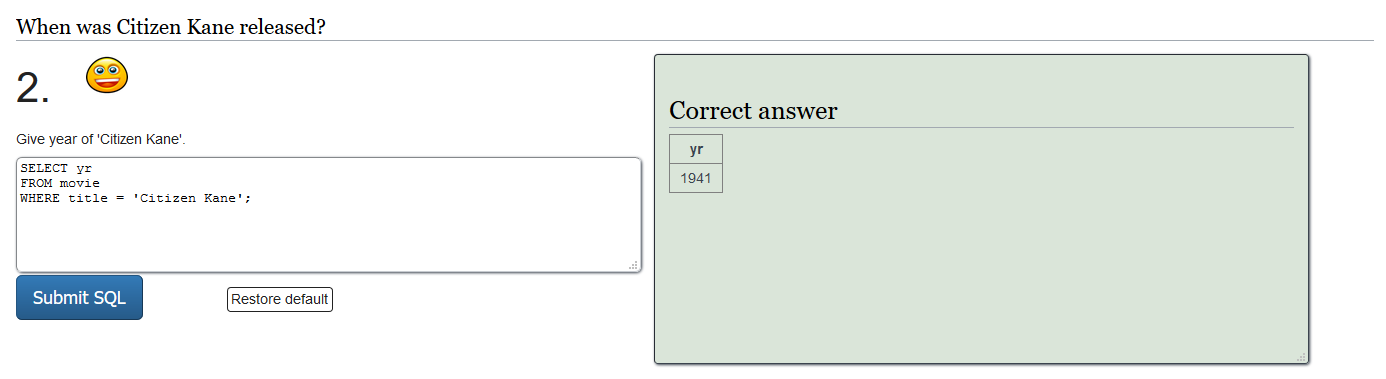 When was Citizen Kane released?
2.
Give year of 'Citizen Kane'.
SELECT yr
FROM movie
WHERE title = 'Citizen Kane';
Submit SQL
Restore default
Correct answer
yr
1941